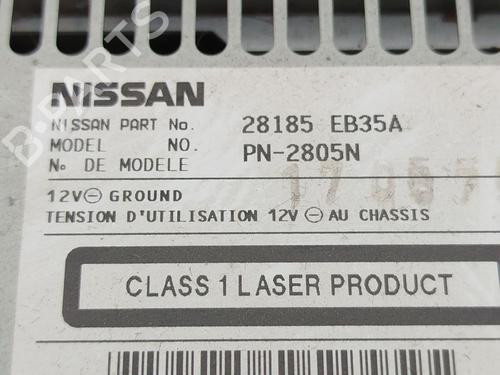 NISSAN
NISSAN PART No. 28185 EB35A
MODEL NO. PN-2805N
No DE MODELE
12V⊖ GROUND
TENSION D'UTILISATION 12V ⊖ AU CHASSIS
CLASS 1 LASER PRODUCT
B-PARTS